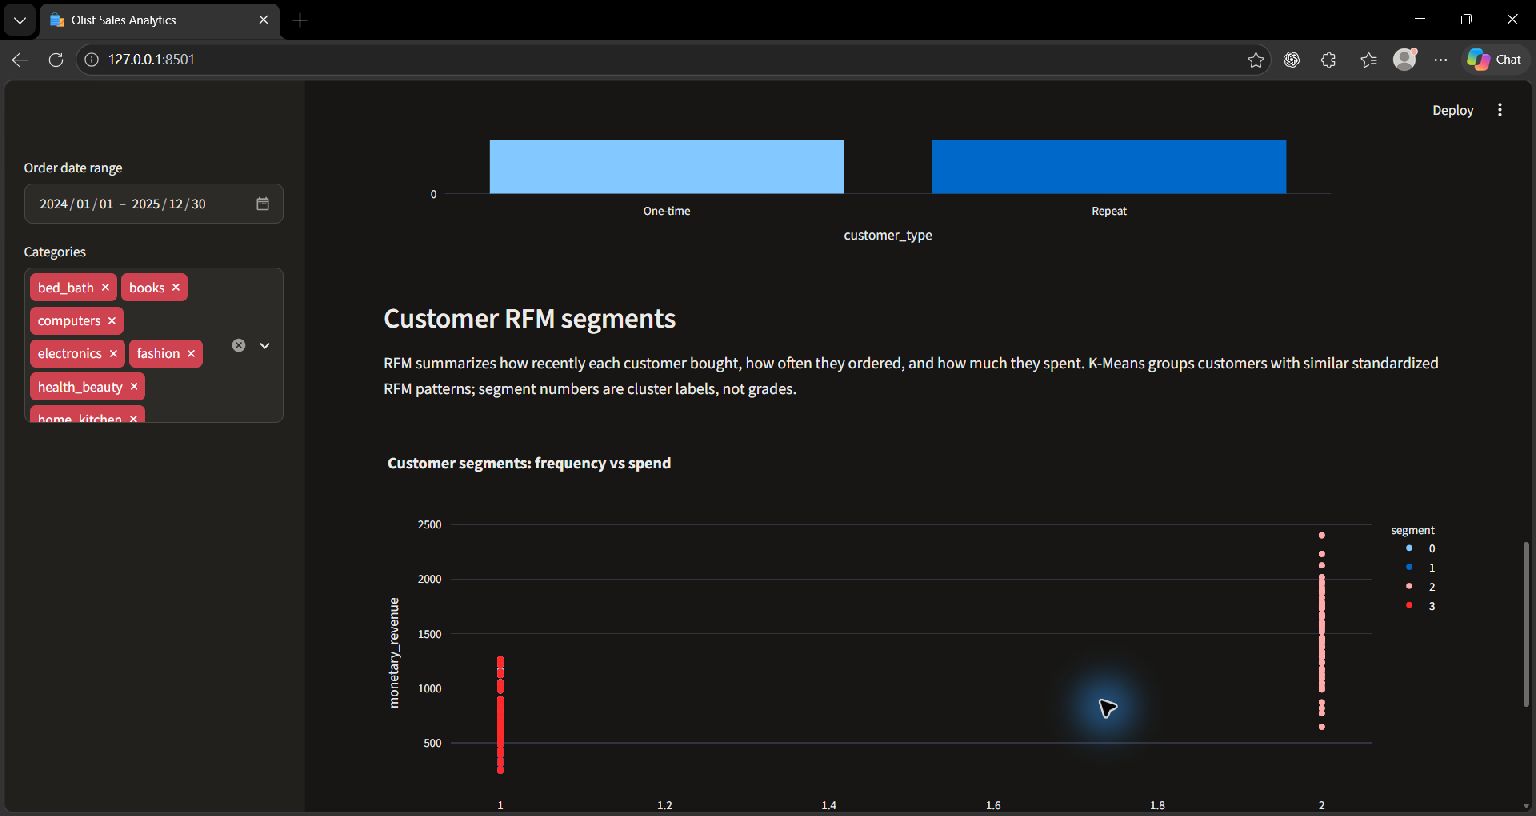 Olist Sales Analytics
127.0.0.1:8501
Chat
Deploy
Order date range
2024/01/01 – 2025/12/30
Categories
bed_bath
books
computers
electronics
fashion
health_beauty
home_kitchen
0
One-time
Repeat
customer_type
Customer RFM segments
RFM summarizes how recently each customer bought, how often they ordered, and how much they spent. K-Means groups customers with similar standardized
RFM patterns; segment numbers are cluster labels, not grades.
Customer segments: frequency vs spend
2500
2000
1500
1000
500
monetary_revenue
1
1.2
1.4
1.6
1.8
2
segment
0
1
2
3